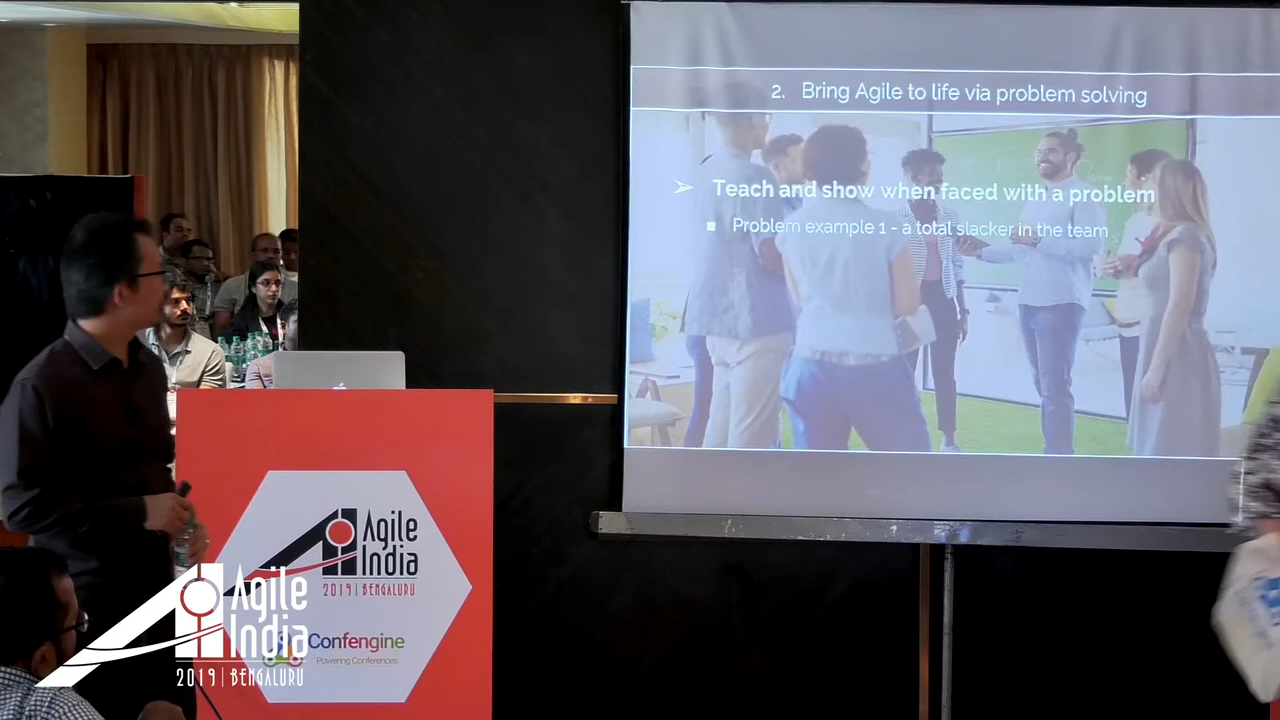 2. Bring Agile to life via problem solving
➢ Teach and show when faced with a problem
▪ Problem example 1 - a total slacker in the team
Agile
India
2019 | BENGALURU
Confengine
Powering Conferences
Agile
India
2019 | BENGALURU